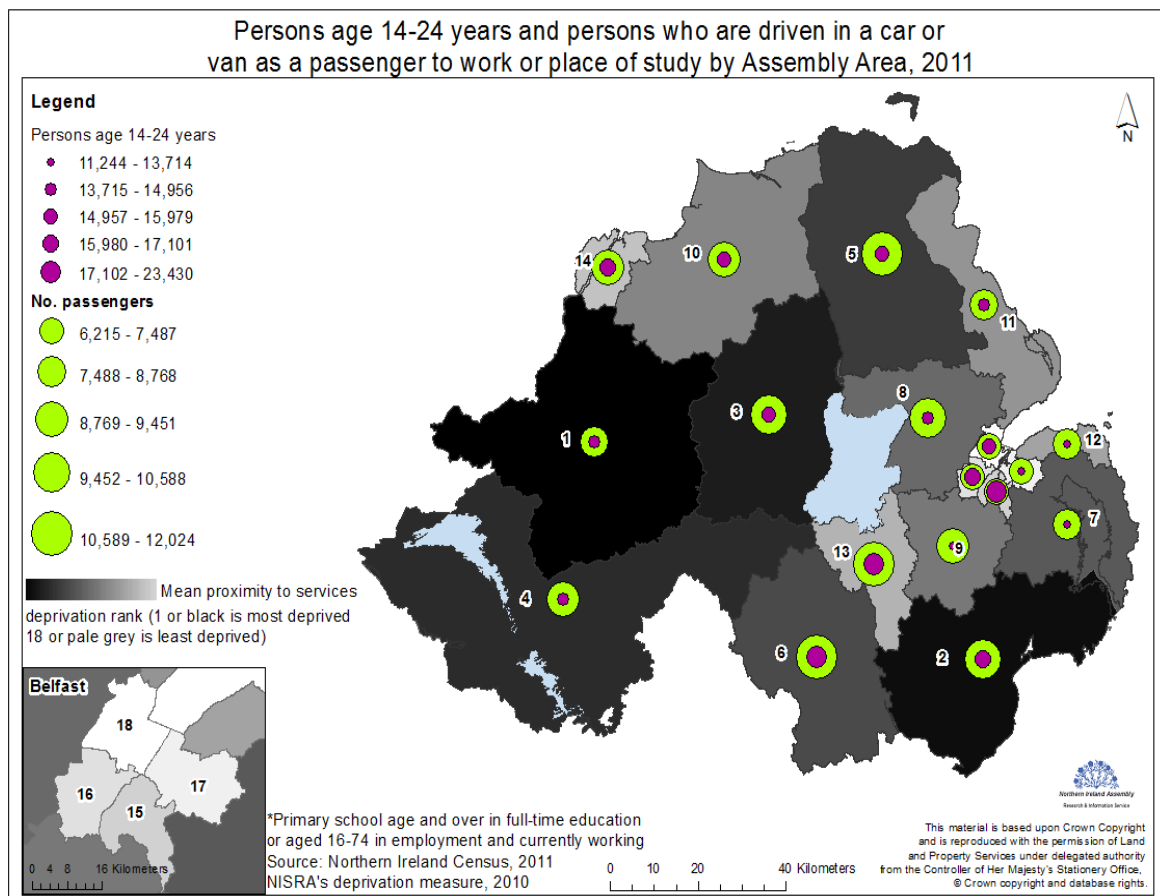 Persons age 14-24 years and persons who are driven in a car or
van as a passenger to work or place of study by Assembly Area, 2011
Legend
Persons age 14-24 years
11,244 - 13,714
13,715 - 14,956
14,957 - 15,979
15,980 - 17,101
17,102 - 23,430
No. passengers
6,215 - 7,487
7,488 - 8,768
8,769 - 9,451
9,452 - 10,588
10,589 - 12,024
Mean proximity to services
deprivation rank (1 or black is most deprived
18 or pale grey is least deprived)
N
14
10
5
11
8
3
1
12
7
9
13
4
6
2
Belfast
18
17
16
15
0 4 8 16 Kilometers
*Primary school age and over in full-time education
or aged 16-74 in employment and currently working
Source: Northern Ireland Census, 2011
NISRA's deprivation measure, 2010
0 10 20 40 Kilometers
Northern Ireland Assembly
Research & Information Service
This material is based upon Crown Copyright
and is reproduced with the permission of Land
and Property Services under delegated authority
from the Controller of Her Majesty's Stationery Office,
© Crown copyright and database rights.